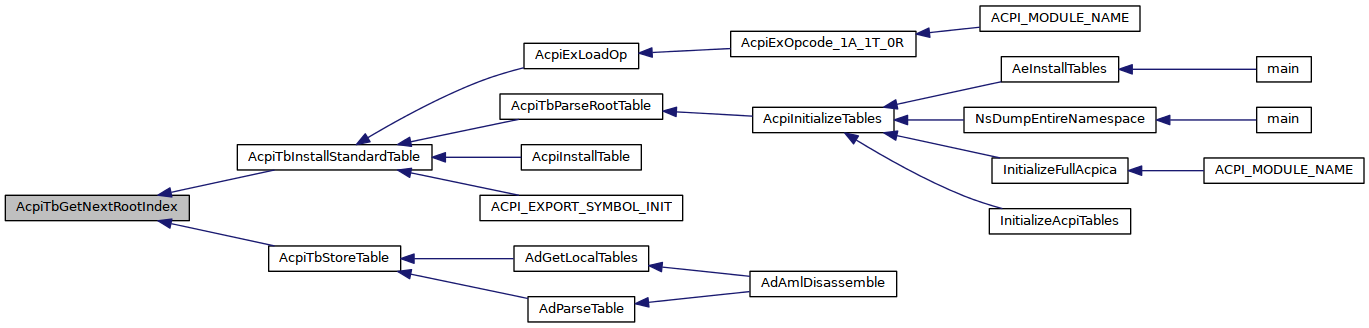 ACPI_MODULE_NAME
AcpiExOpcode_1A_1T_0R
AcpiExLoadOp
AeInstallTables
main
AcpiTbParseRootTable
AcpiInitializeTables
NsDumpEntireNamespace
main
AcpiTbInstallStandardTable
AcpiInstallTable
InitializeFullAcpica
ACPI_MODULE_NAME
AcpiTbGetNextRootIndex
ACPI_EXPORT_SYMBOL_INIT
InitializeAcpiTables
AcpiTbStoreTable
AdGetLocalTables
AdAmlDisassemble
AdParseTable